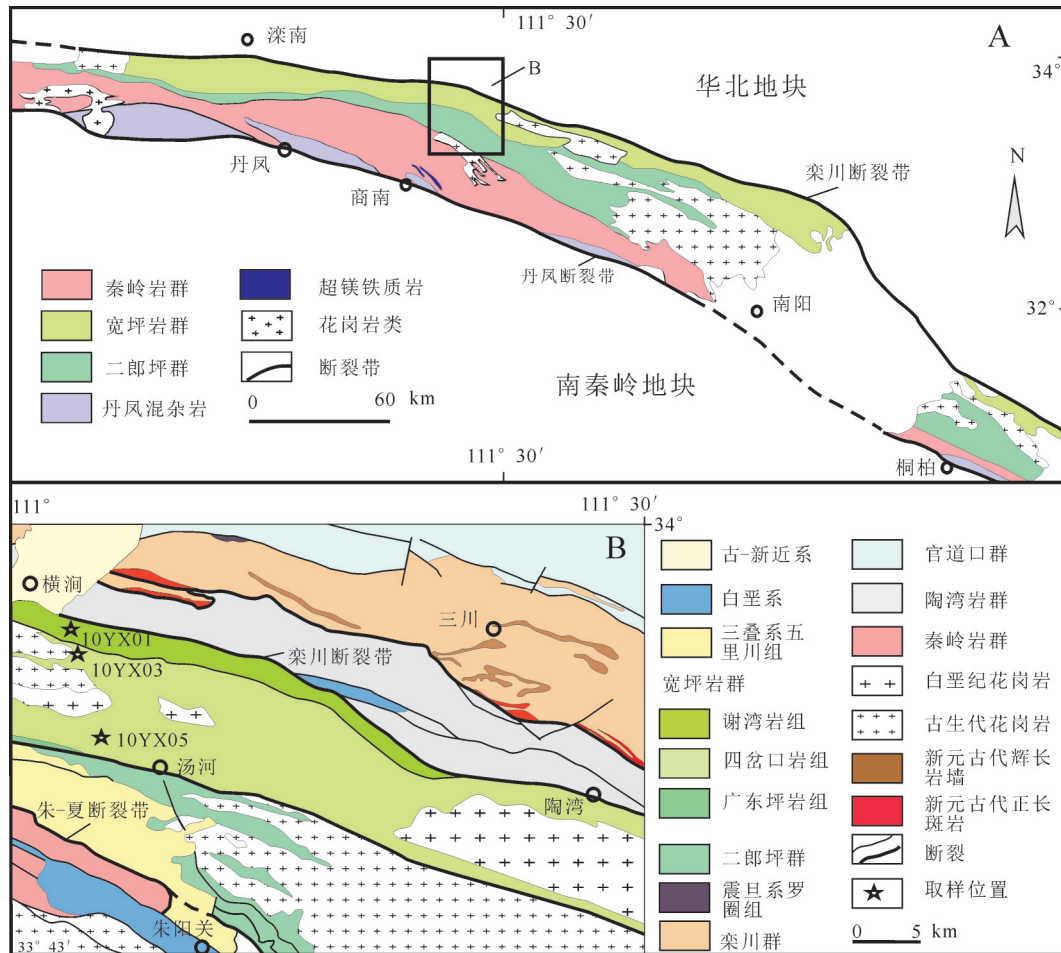 111° 30′
A
滦南
B
华北地块
34°
N
栾川断裂带
丹凤
商南
丹凤断裂带
南阳
32°
南秦岭地块
桐柏
秦岭岩群
超镁铁质岩
宽坪岩群
花岗岩类
二郎坪群
断裂带
丹凤混杂岩
0 60 km
111° 30′
111°
111° 30′
34°
B
横涧
三川
10YX01
10YX03
栾川断裂带
10YX05
汤河
陶湾
朱-夏断裂带
朱阳关
33° 43′
古-新近系
官道口群
白垩系
陶湾岩群
三叠系五
里川组
秦岭岩群
宽坪岩群
白垩纪花岗岩
谢湾岩组
古生代花岗岩
四岔口岩组
新元古代辉长
岩墙
广东坪岩组
新元古代正长
斑岩
二郎坪群
断裂
震旦系罗
圈组
取样位置
栾川群
0 5 km